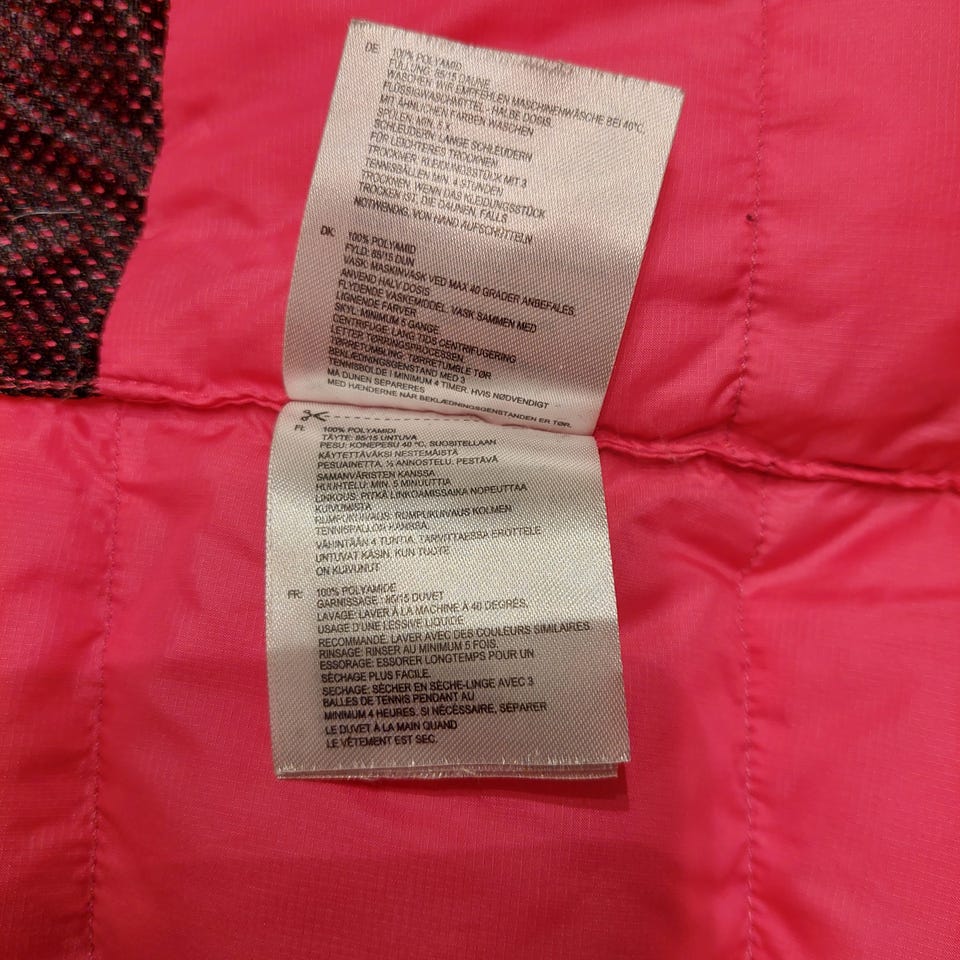 DE: 100% POLYAMID
FÜLLUNG: 85/15 DAUNE
WASCHEN: WIR EMPFEHLEN MASCHINENWÄSCHE BEI 40°C.
FLÜSSIGWASCHMITTEL - HALBE DOSIS.
MIT ÄHNLICHEN FARBEN WASCHEN
SPÜLEN: MIN. 5 X
SCHLEUDERN: LANGE SCHLEUDERN
FÜR LEICHTERES TROCKNEN
TROCKNER: KLEIDUNGSSTÜCK MIT 3
TENNISBÄLLEN MIN. 4 STUNDEN
TROCKNEN. WENN DAS KLEIDUNGSSTÜCK
TROCKEN IST, DIE DAUNEN, FALLS
NOTWENDIG, VON HAND AUFSCHÜTTELN
DK: 100% POLYAMID
FYLD: 85/15 DUN
VASK: MASKINVASK VED MAX 40 GRADER ANBEFALES.
ANVEND HALV DOSIS
FLYDENDE VASKEMIDDEL. VASK SAMMEN MED
LIGNENDE FARVER
SKYL: MINIMUM 5 GANGE.
CENTRIFUGE: LANG TIDS CENTRIFUGERING
LETTER TØRRINGSPROCESSEN.
TØRRETUMBLING: TØRRETUMBLE TØR
BEKLÆDNINGSGENSTAND MED 3
TENNISBOLDE I MINIMUM 4 TIMER. HVIS NØDVENDIGT
MÅ DUNENE SEPARERES
MED HÆNDERNE NÅR BEKLÆDNINGSGENSTANDEN ER TØR.
FI: 100% POLYAMIDI
TÄYTE: 85/15 UNTUVA
PESU: KONEPESU 40 °C, SUOSITELLAAN
KÄYTETTÄVÄKSI NESTEMÄISTÄ
PESUAINETTA, ½ ANNOSTELU. PESTÄVÄ
SAMANVÄRISTEN KANSSA
HUUHTELU: MIN. 5 MINUUTTIA
LINKOUS: PITKÄ LINKOAMISSAIKA NOPEUTTAA
KUIVUMISTA
RUMPUKUIVAUS: RUMPUKUIVAUS KOLMEN
TENNISPALLON KANSSA,
VÄHINTÄÄN 4 TUNTIA. TARVITTAESSA EROTTELE
UNTUVAT KÄSIN, KUN TUOTE
ON KUIVUNUT
FR: 100% POLYAMIDE
GARNISSAGE : 85/15 DUVET
LAVAGE: LAVER À LA MACHINE À 40 DEGRÉS,
USAGE D'UNE LESSIVE LIQUIDE
RECOMMANDÉ. LAVER AVEC DES COULEURS SIMILAIRES.
RINSAGE: RINSER AU MINIMUM 5 FOIS.
ESSORAGE: ESSORER LONGTEMPS POUR UN
SÈCHAGE PLUS FACILE.
SECHAGE: SÈCHER EN SÈCHE-LINGE AVEC 3
BALLES DE TENNIS PENDANT AU
MINIMUM 4 HEURES. SI NÉCESSAIRE, SÉPARER
LE DUVET À LA MAIN QUAND
LE VÊTEMENT EST SEC.